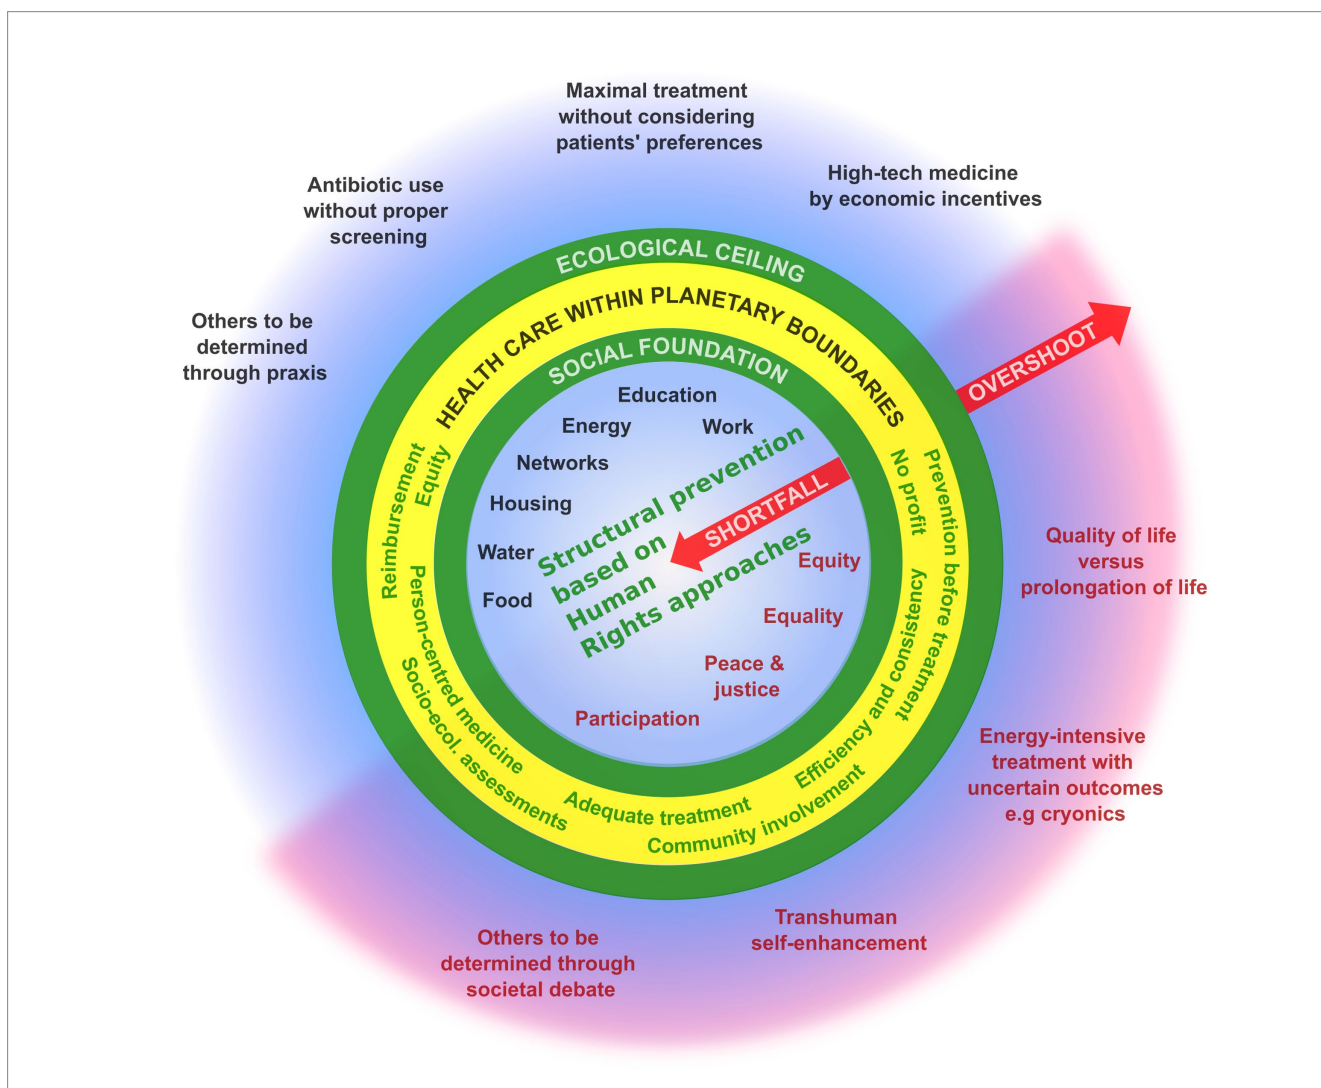 Maximal treatment
without considering
patients' preferences
High-tech medicine
by economic incentives
Antibiotic use
without proper
screening
Others to be
determined
through praxis
ECOLOGICAL CEILING
HEALTH CARE WITHIN PLANETARY BOUNDARIES
SOCIAL FOUNDATION
OVERSHOOT
Education
Energy
Work
Networks
Housing
Water
Food
Structural prevention
based on
Human
Rights approaches
SHORTFALL
Equity
Equality
Peace &
justice
Participation
Reimbursement
Equity
Person-centred medicine
Socio-ecol. assessments
Adequate treatment
Community involvement
Efficiency and consistency
Prevention before treatment
No profit
Quality of life
versus
prolongation of life
Energy-intensive
treatment with
uncertain outcomes
e.g cryonics
Transhuman
self-enhancement
Others to be
determined through
societal debate